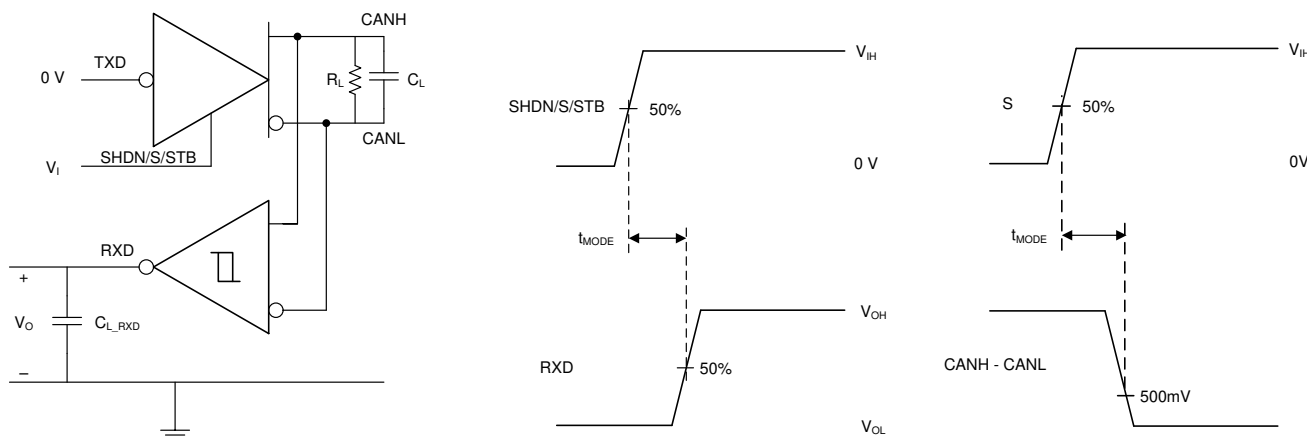 CANH
TXD
0 V
R_L
C_L
CANL
SHDN/S/STB
V_I
RXD
+
V_O
C_L_RXD
–
V_IH
SHDN/S/STB
50%
0 V
t_MODE
V_OH
RXD
50%
V_OL
V_IH
S
50%
0V
t_MODE
CANH - CANL
500mV